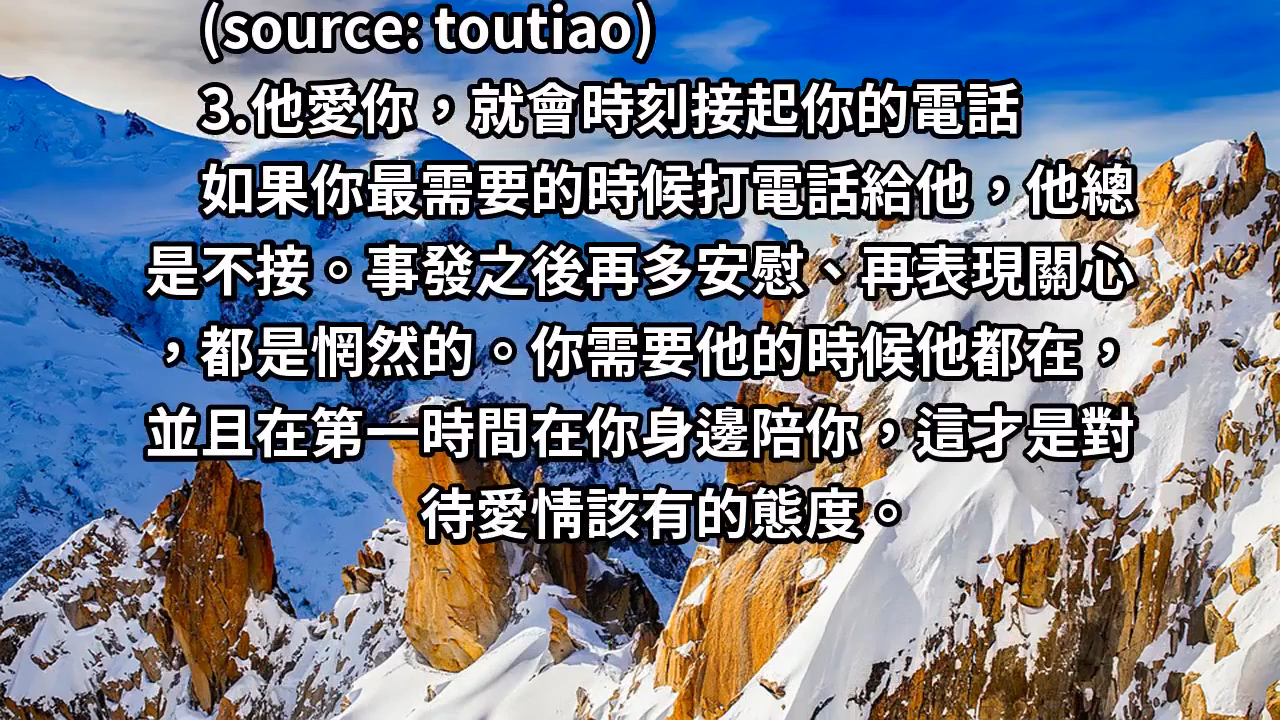 (source: toutiao)
3.他愛你，就會時刻接起你的電話
如果你最需要的時候打電話給他，他總
是不接。事發之後再多安慰、再表現關心
，都是惘然的。你需要他的時候他都在，
並且在第一時間在你身邊陪你，這才是對
待愛情該有的態度。